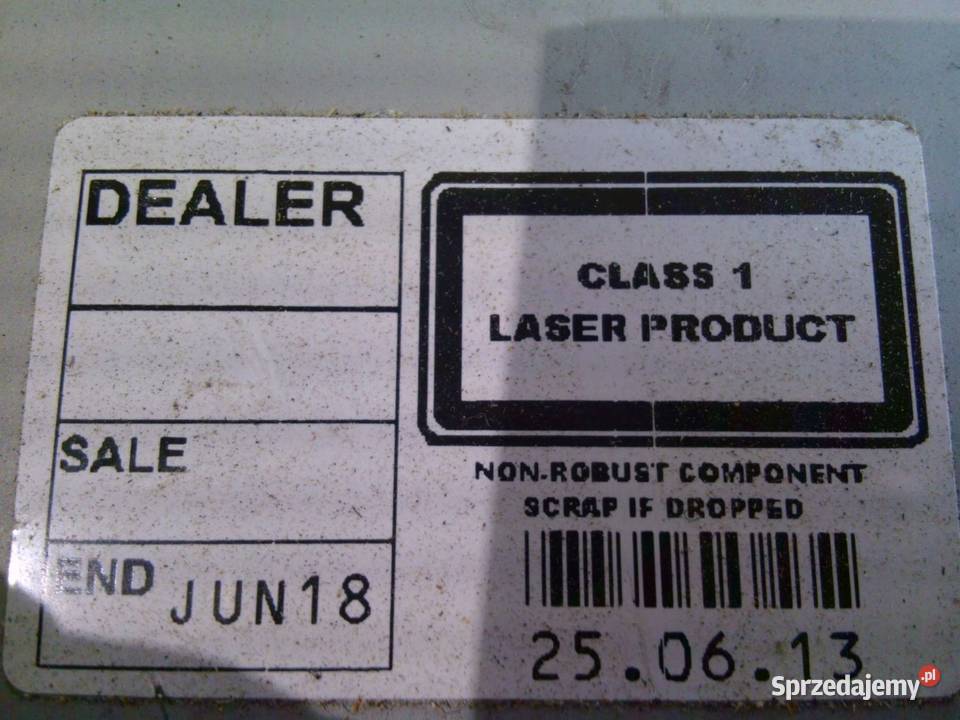 DEALER
SALE
END JUN18
CLASS 1
LASER PRODUCT
NON-ROBUST COMPONENT
SCRAP IF DROPPED
25.06.13
Sprzedajemy.pl